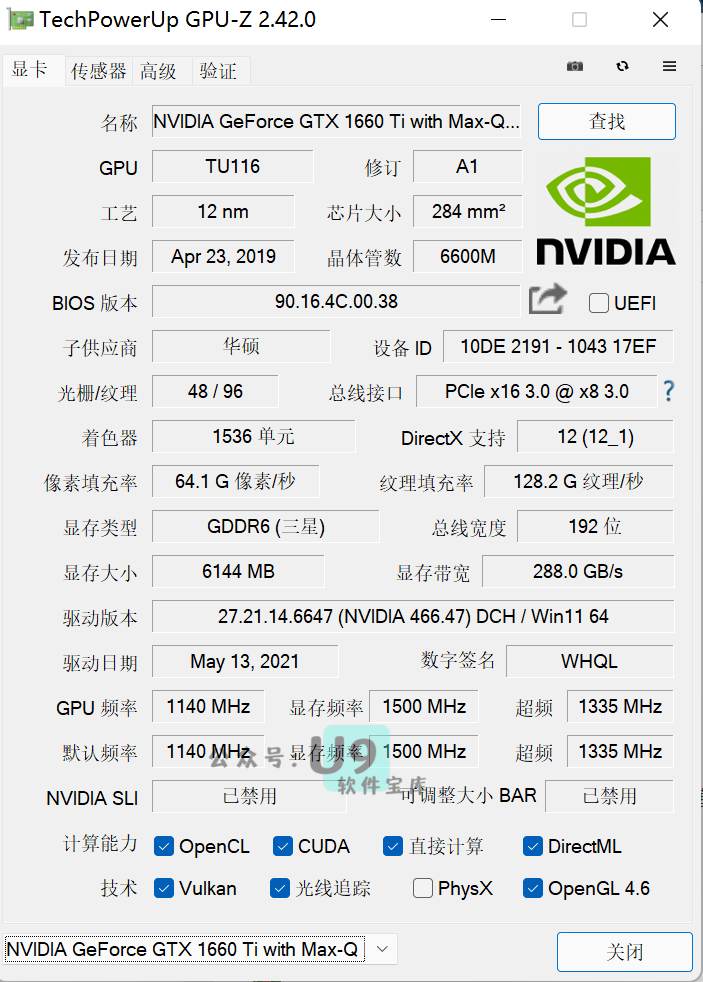 TechPowerUp GPU-Z 2.42.0
显卡 传感器 高级 验证
名称 NVIDIA GeForce GTX 1660 Ti with Max-Q... 查找
GPU TU116 修订 A1
工艺 12 nm 芯片大小 284 mm²
发布日期 Apr 23, 2019 晶体管数 6600M
NVIDIA
BIOS 版本 90.16.4C.00.38 UEFI
子供应商 华硕 设备 ID 10DE 2191 - 1043 17EF
光栅/纹理 48 / 96 总线接口 PCIe x16 3.0 @ x8 3.0 ?
着色器 1536 单元 DirectX 支持 12 (12_1)
像素填充率 64.1 G 像素/秒 纹理填充率 128.2 G 纹理/秒
显存类型 GDDR6 (三星) 总线宽度 192 位
显存大小 6144 MB 显存带宽 288.0 GB/s
驱动版本 27.21.14.6647 (NVIDIA 466.47) DCH / Win11 64
驱动日期 May 13, 2021 数字签名 WHQL
GPU 频率 1140 MHz 显存频率 1500 MHz 超频 1335 MHz
默认频率 1140 MHz 显存频率 1500 MHz 超频 1335 MHz
公众号：U9软件宝库
NVIDIA SLI 已禁用 可调整大小 BAR 已禁用
计算能力 OpenCL CUDA 直接计算 DirectML
技术 Vulkan 光线追踪 PhysX OpenGL 4.6
NVIDIA GeForce GTX 1660 Ti with Max-Q 关闭